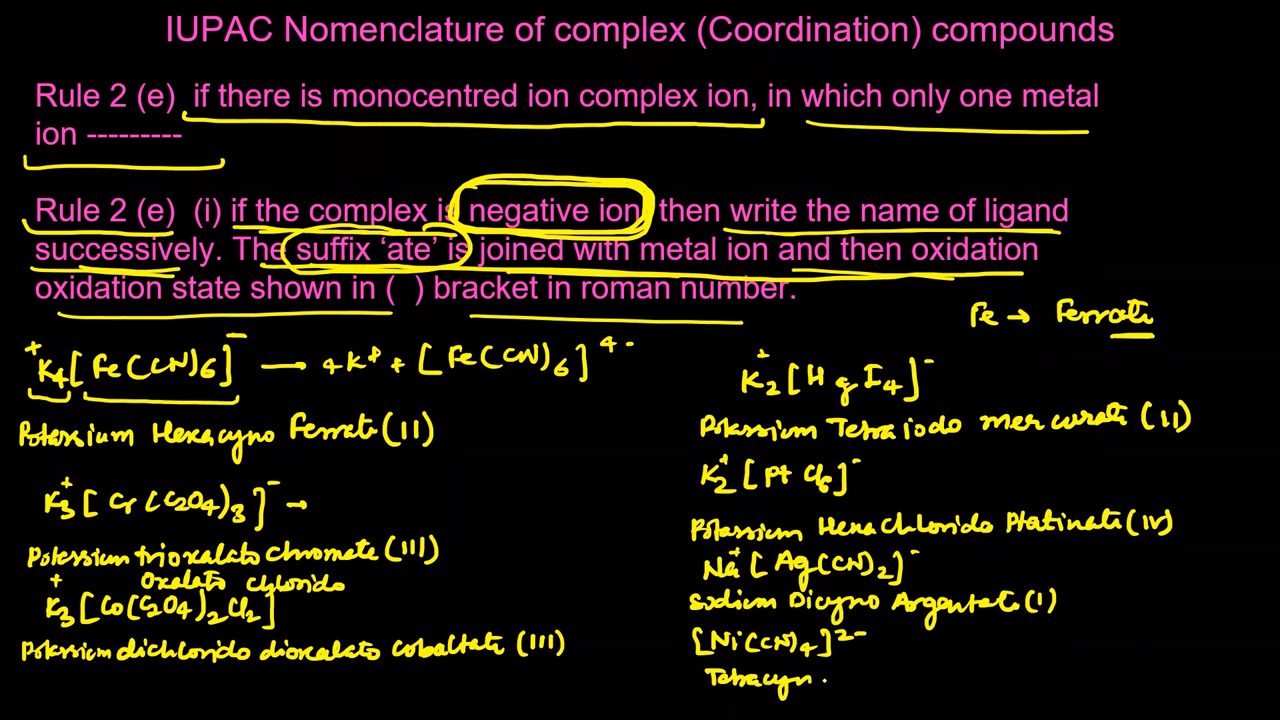 IUPAC Nomenclature of complex (Coordination) compounds
Rule 2 (e) if there is monocentred ion complex ion, in which only one metal
ion ---------
Rule 2 (e) (i) if the complex is negative ion, then write the name of ligand
successively. The suffix ‘ate’ is joined with metal ion and then oxidation
oxidation state shown in ( ) bracket in roman number.
Fe → Ferrate
+K4[Fe(CN)6]- → 4K+ + [Fe(CN)6]4-
Potassium Hexacyno Ferrate (II)
K3+[Cr(C2O4)3]- →
Potassium trioxalato chromate (III)
+ Oxalato chlorido
K3[Co(C2O4)2Cl2]
Potassium dichlorido dioxalato cobaltate (III)
K2+[HgI4]-
Potassium Tetraiodo mercurate (II)
K2+[PtCl6]-
Potassium Hexachlorido Platinate (IV)
Na+[Ag(CN)2]-
Sodium Dicyno Argentate (I)
[Ni(CN)4]2-
Tetracyn .